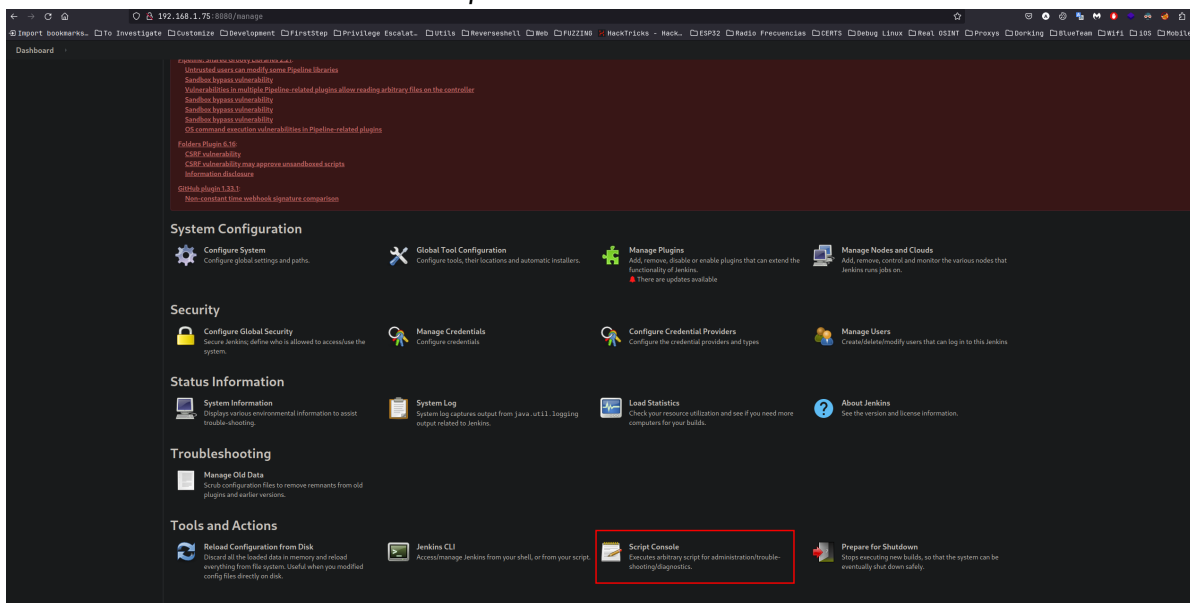 192.168.1.75:8080/manage
Import bookmarks… To Investigate Customize Development FirstStep Privilege Escalat… Utils Reverseshell Web FUZZING HackTricks - Hack… ESP32 Radio Frecuencias CERTS Debug Linux Real OSINT Proxys Dorking BlueTeam Wifi iOS Mobile
Dashboard
Pipeline: Shared Groovy Libraries 2.21:
Untrusted users can modify some Pipeline libraries
Sandbox bypass vulnerability
Vulnerabilities in multiple Pipeline-related plugins allow reading arbitrary files on the controller
Sandbox bypass vulnerability
Sandbox bypass vulnerability
Sandbox bypass vulnerability
OS command execution vulnerabilities in Pipeline-related plugins
Folders Plugin 6.16:
CSRF vulnerability
CSRF vulnerability may approve unsandboxed scripts
Information disclosure
GitHub plugin 1.33.1:
Non-constant time webhook signature comparison
System Configuration
Configure System
Configure global settings and paths.
Global Tool Configuration
Configure tools, their locations and automatic installers.
Manage Plugins
Add, remove, disable or enable plugins that can extend the
functionality of Jenkins.
There are updates available
Manage Nodes and Clouds
Add, remove, control and monitor the various nodes that
Jenkins runs jobs on.
Security
Configure Global Security
Secure Jenkins; define who is allowed to access/use the
system.
Manage Credentials
Configure credentials
Configure Credential Providers
Configure the credential providers and types
Manage Users
Create/delete/modify users that can log in to this Jenkins
Status Information
System Information
Displays various environmental information to assist
trouble-shooting.
System Log
System log captures output from java.util.logging
output related to Jenkins.
Load Statistics
Check your resource utilization and see if you need more
computers for your builds.
About Jenkins
See the version and license information.
Troubleshooting
Manage Old Data
Scrub configuration files to remove remnants from old
plugins and earlier versions.
Tools and Actions
Reload Configuration from Disk
Discard all the loaded data in memory and reload
everything from file system. Useful when you modified
config files directly on disk.
Jenkins CLI
Access/manage Jenkins from your shell, or from your script.
Script Console
Executes arbitrary script for administration/trouble-
shooting/diagnostics.
Prepare for Shutdown
Stops executing new builds, so that the system can be
eventually shut down safely.